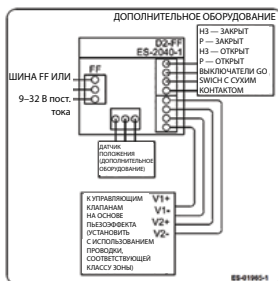 ДОПОЛНИТЕЛЬНОЕ ОБОРУДОВАНИЕ
НЗ — ЗАКРЫТ
Р — ЗАКРЫТ
НЗ — ОТКРЫТ
Р — ОТКРЫТ
ВЫКЛЮЧАТЕЛИ GO
SWICH С СУХИМ
КОНТАКТОМ
D2-FF
ES-2040-1
FF
ШИНА FF ИЛИ
9–32 В пост.
тока
ДАТЧИК
ПОЛОЖЕНИЯ
(ДОПОЛНИТЕЛЬНОЕ
ОБОРУДОВАНИЕ)
К УПРАВЛЯЮЩИМ
КЛАПАНАМ
НА ОСНОВЕ
ПЬЕЗОЭФФЕКТА
(УСТАНОВИТЬ
С ИСПОЛЬЗОВАНИЕМ
ПРОВОДКИ,
СООТВЕТСТВУЮЩЕЙ
КЛАССУ ЗОНЫ)
V1+
V1-
V2+
V2-
ES-01965-1